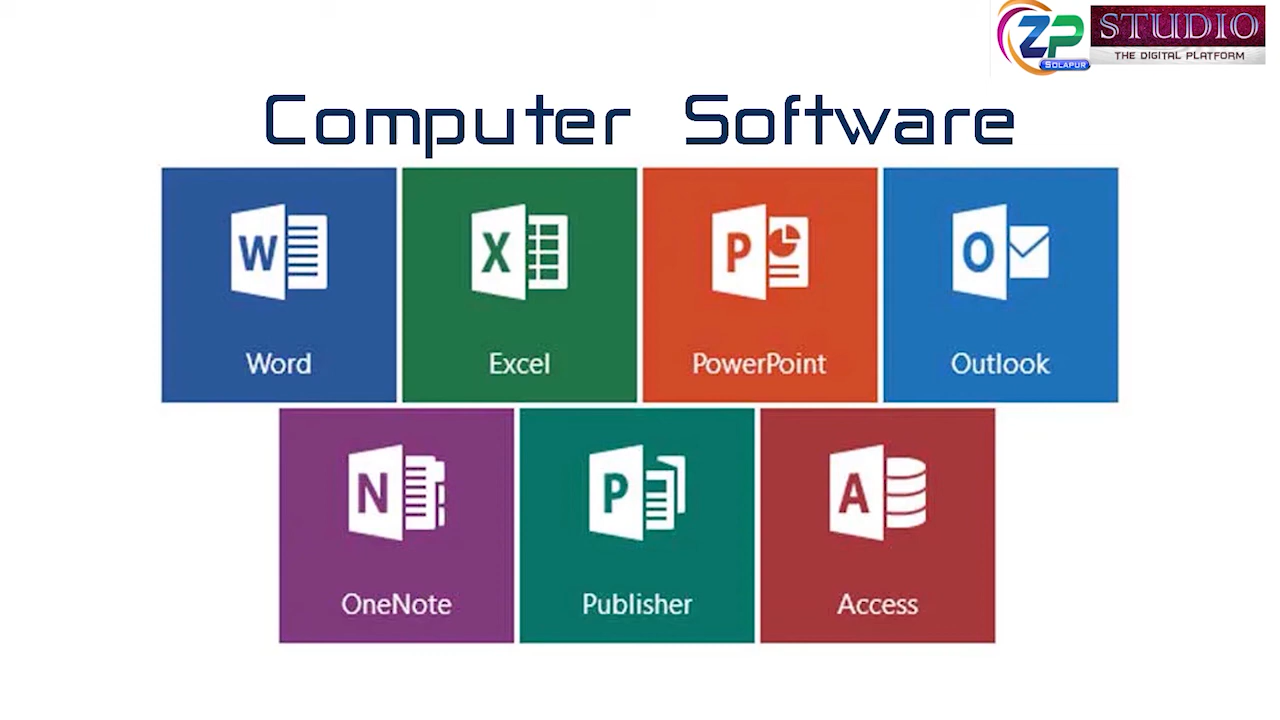 ZP STUDIO
SOLAPUR THE DIGITAL PLATFORM
Computer Software
W X P O
Word Excel PowerPoint Outlook
N P A
OneNote Publisher Access